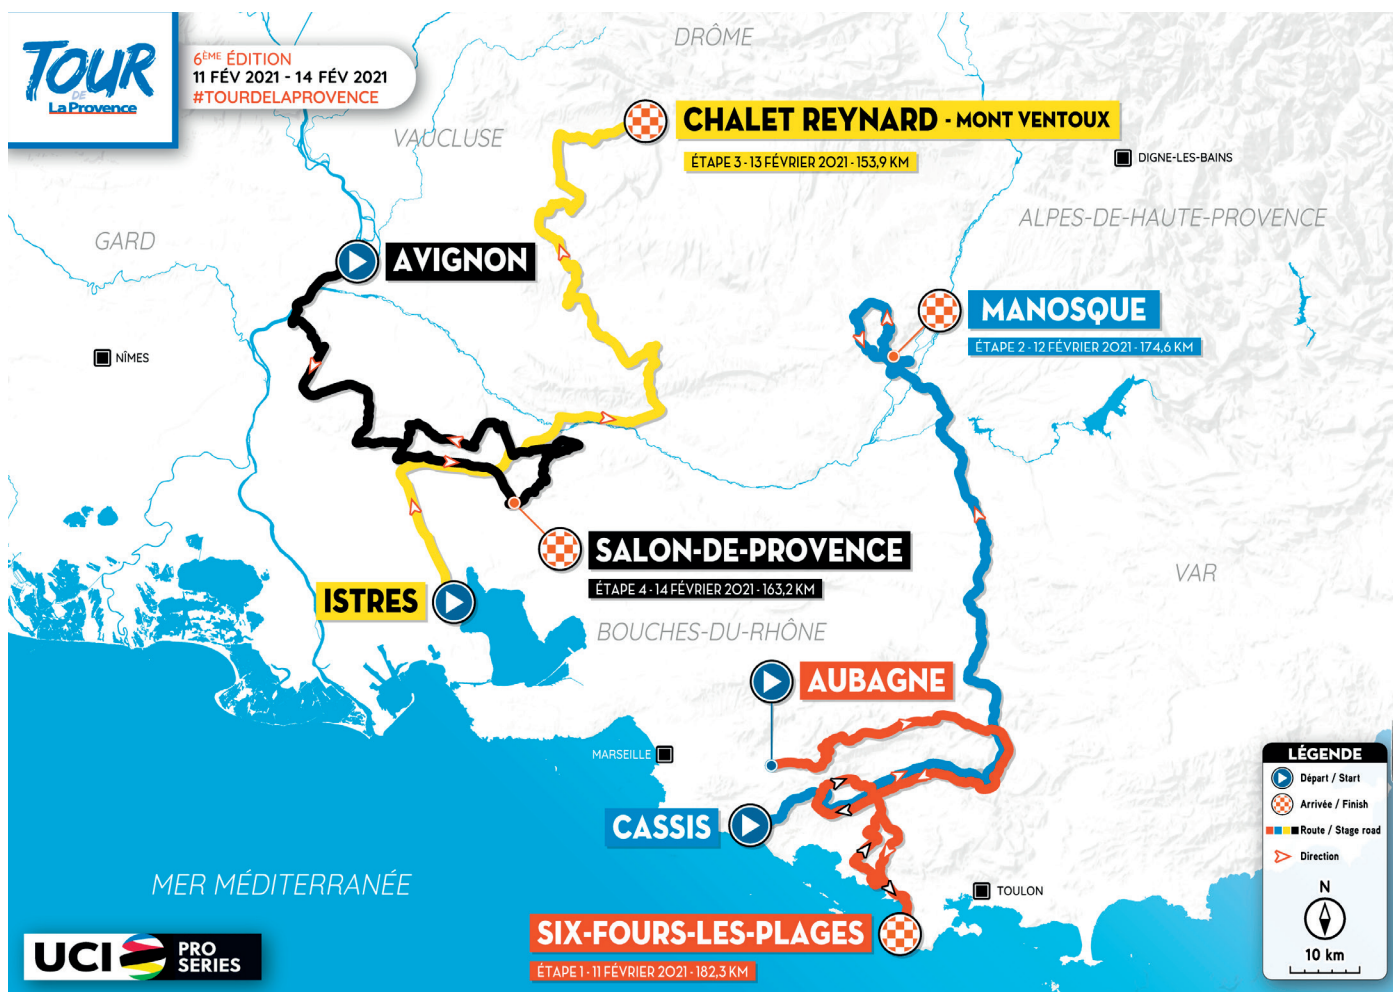 TOUR
DE
La Provence
6ÈME ÉDITION
11 FÉV 2021 - 14 FÉV 2021
#TOURDELAPROVENCE
DRÔME
VAUCLUSE
CHALET REYNARD - MONT VENTOUX
ÉTAPE 3 - 13 FÉVRIER 2021 - 153,9 KM
DIGNE-LES-BAINS
ALPES-DE-HAUTE-PROVENCE
GARD
AVIGNON
MANOSQUE
ÉTAPE 2 - 12 FÉVRIER 2021 - 174,6 KM
NÎMES
SALON-DE-PROVENCE
ÉTAPE 4 - 14 FÉVRIER 2021 - 163,2 KM
VAR
ISTRES
BOUCHES-DU-RHÔNE
AUBAGNE
MARSEILLE
CASSIS
MER MÉDITERRANÉE
TOULON
SIX-FOURS-LES-PLAGES
ÉTAPE 1 - 11 FÉVRIER 2021 - 182,3 KM
UCI PRO
SERIES
LÉGENDE
Départ / Start
Arrivée / Finish
Route / Stage road
Direction
N
10 km